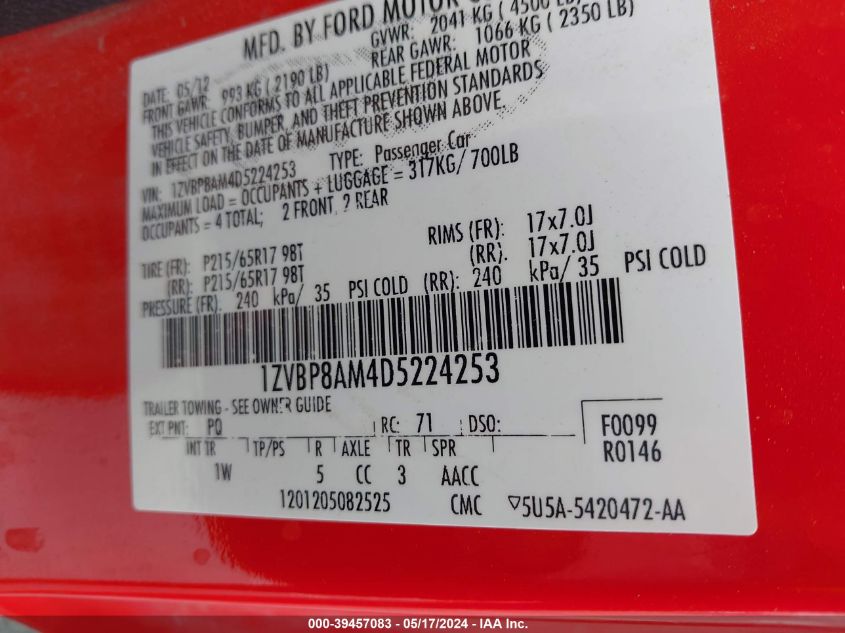 MFD. BY FORD MOTOR
DATE: 05/12 GVWR: 2041 KG ( 4500 LB)
FRONT GAWR: 993 KG ( 2190 LB) REAR GAWR: 1066 KG ( 2350 LB)
THIS VEHICLE CONFORMS TO ALL APPLICABLE FEDERAL MOTOR
VEHICLE SAFETY, BUMPER, AND THEFT PREVENTION STANDARDS
IN EFFECT ON THE DATE OF MANUFACTURE SHOWN ABOVE.
VIN: 1ZVBP8AM4D5224253 TYPE: Passenger Car
MAXIMUM LOAD = OCCUPANTS + LUGGAGE = 317KG/ 700LB
OCCUPANTS = 4 TOTAL; 2 FRONT, 2 REAR
TIRE (FR): P215/65R17 98T RIMS (FR): 17x7.0J
(RR): P215/65R17 98T (RR). 17x7.0J
PRESSURE (FR): 240 kPa/ 35 PSI COLD (RR): 240 kPa/ 35 PSI COLD
1ZVBP8AM4D5224253
TRAILER TOWING - SEE OWNER GUIDE
EXT PNT: PQ RC: 71 DSO: F0099
INT TR TP/PS R AXLE TR SPR R0146
1W 5 CC 3 AACC
1201205082525 CMC ▽5U5A-5420472-AA
000-39457083 - 05/17/2024 - IAA Inc.